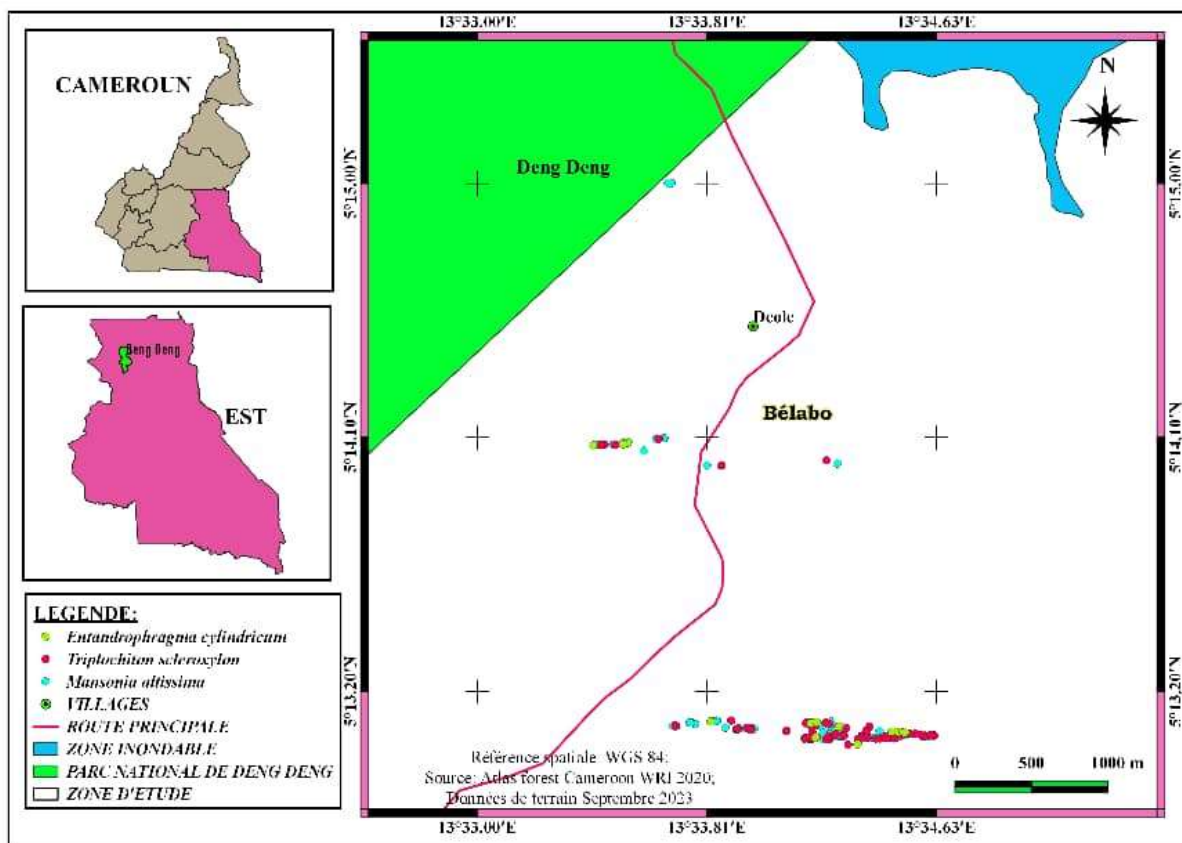 13°33.00'E
13°33.81'E
13°34.63'E
CAMEROUN
N
Deng Deng
5°15.00'N
5°15.00'N
Deng Deng
EST
Bélabo
5°14.10'N
5°14.10'N
LEGENDE:
Entandrophragma cylindricum
Triplochiton scleroxylon
Mansonia altissima
VILLAGES
ROUTE PRINCIPALE
ZONE INONDABLE
PARC NATIONAL DE DENG DENG
ZONE D'ETUDE
5°13.20'N
5°13.20'N
Référence spatiale: WGS 84;
Source: Atlas forest Cameroon WRI 2020;
Données de terrain Septembre 2023
0 500 1000 m
13°33.00'E
13°33.81'E
13°34.63'E